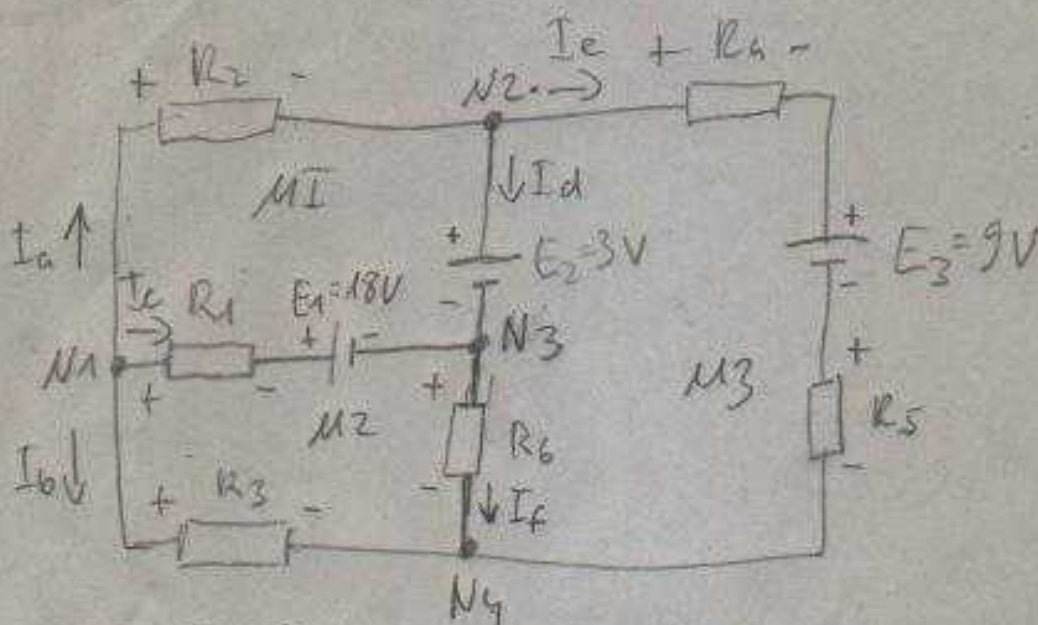 + R2 -
N2
Ie
+ R4 -
MI
Id
Ia
+
E2=3V
-
+
E3=9V
-
Ic
R1
E1=18V
+ -
N1
+ -
N3
M2
M3
+
R6
-
+
R5
-
Ib
+ R3 -
If
N4